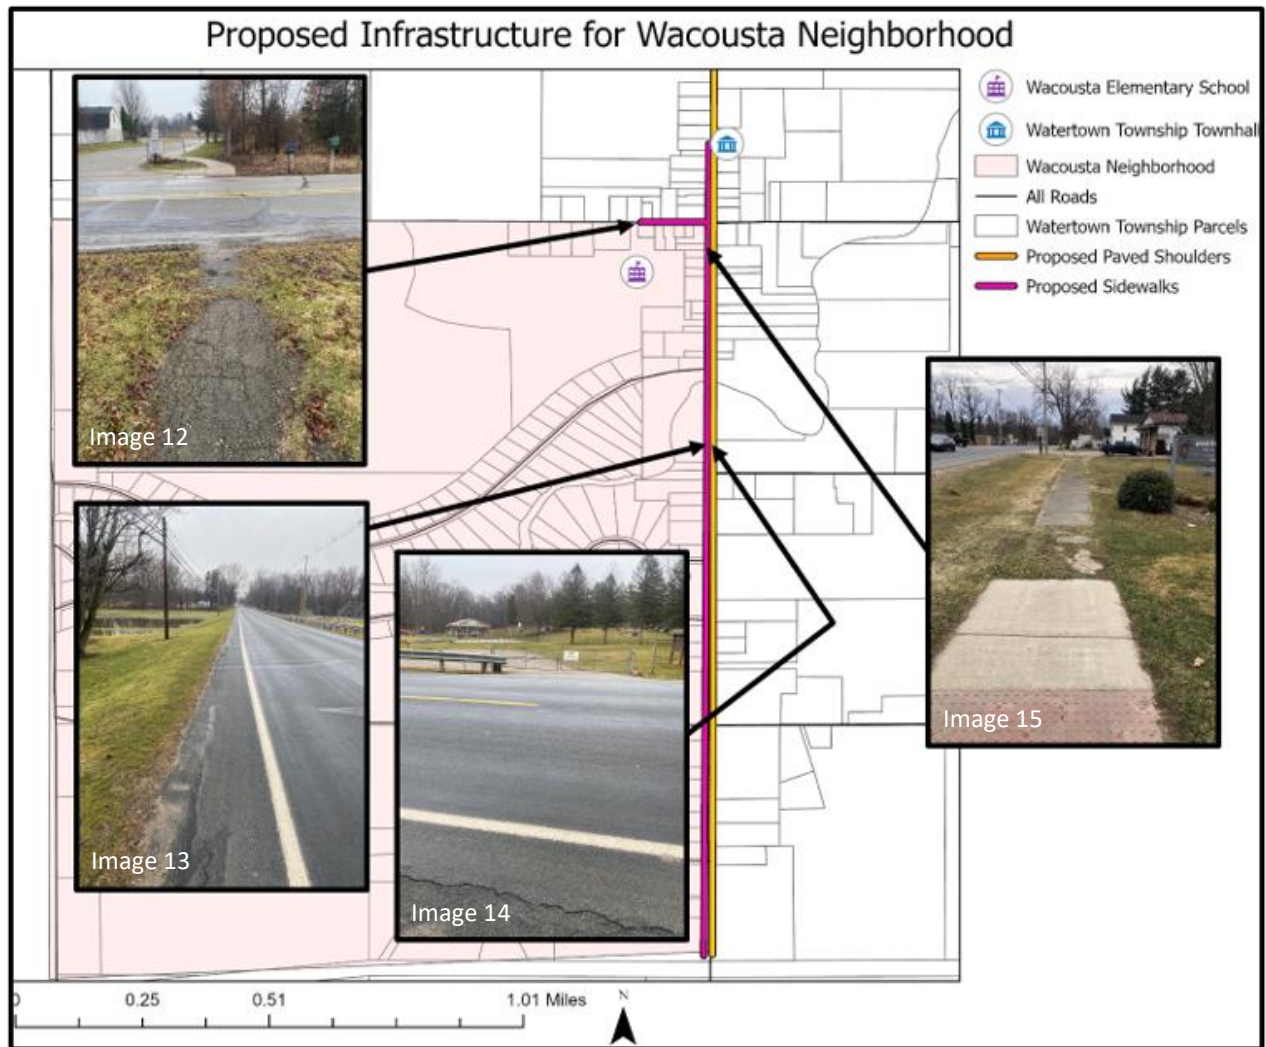 Proposed Infrastructure for Wacousta Neighborhood
Wacousta Elementary School
Watertown Township Townhall
Wacousta Neighborhood
All Roads
Watertown Township Parcels
Proposed Paved Shoulders
Proposed Sidewalks
Image 12
Image 13
Image 14
Image 15
0 0.25 0.51 1.01 Miles
N